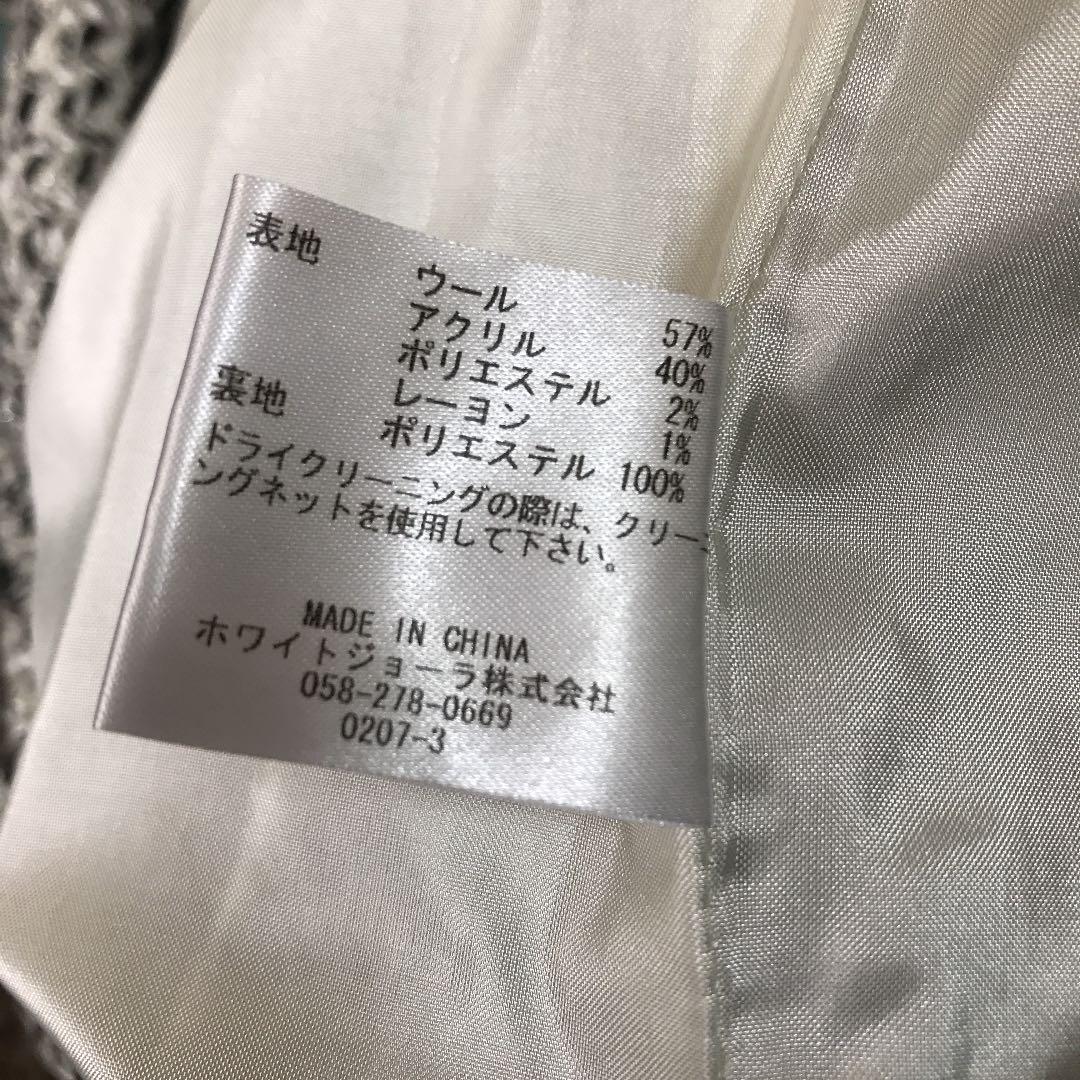 表地 ウール 57%
アクリル 40%
ポリエステル 2%
レーヨン 1%
裏地 ポリエステル 100%
ドライクリーニングの際は、クリーニ
ングネットを使用して下さい。
MADE IN CHINA
ホワイトジョーラ株式会社
058-278-0669
0207-3